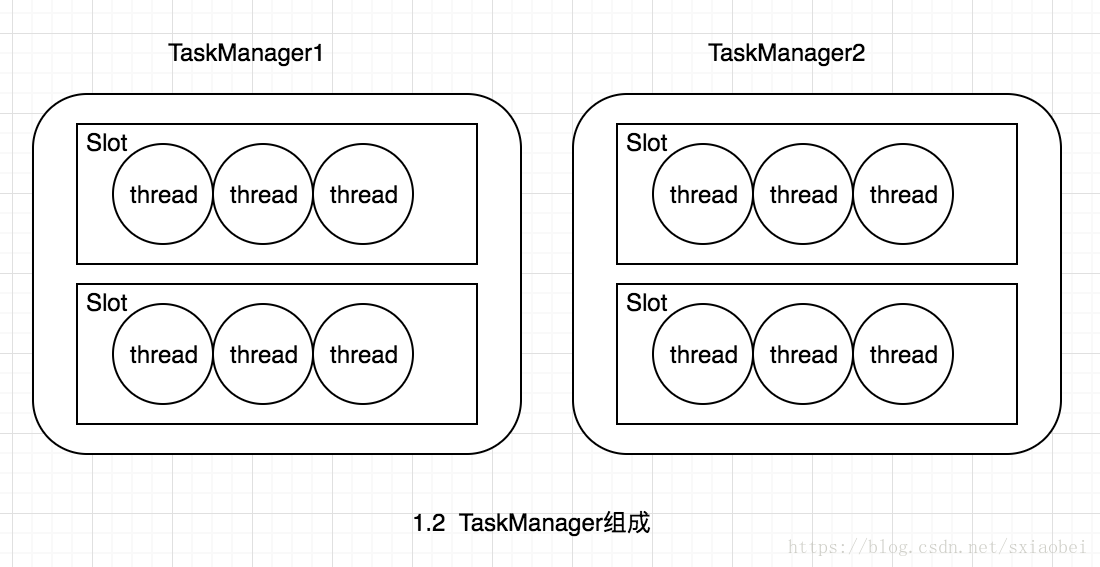 TaskManager1
TaskManager2
Slot
thread thread thread
Slot
thread thread thread
Slot
thread thread thread
Slot
thread thread thread
1.2 TaskManager组成
https://blog.csdn.net/sxiaobei